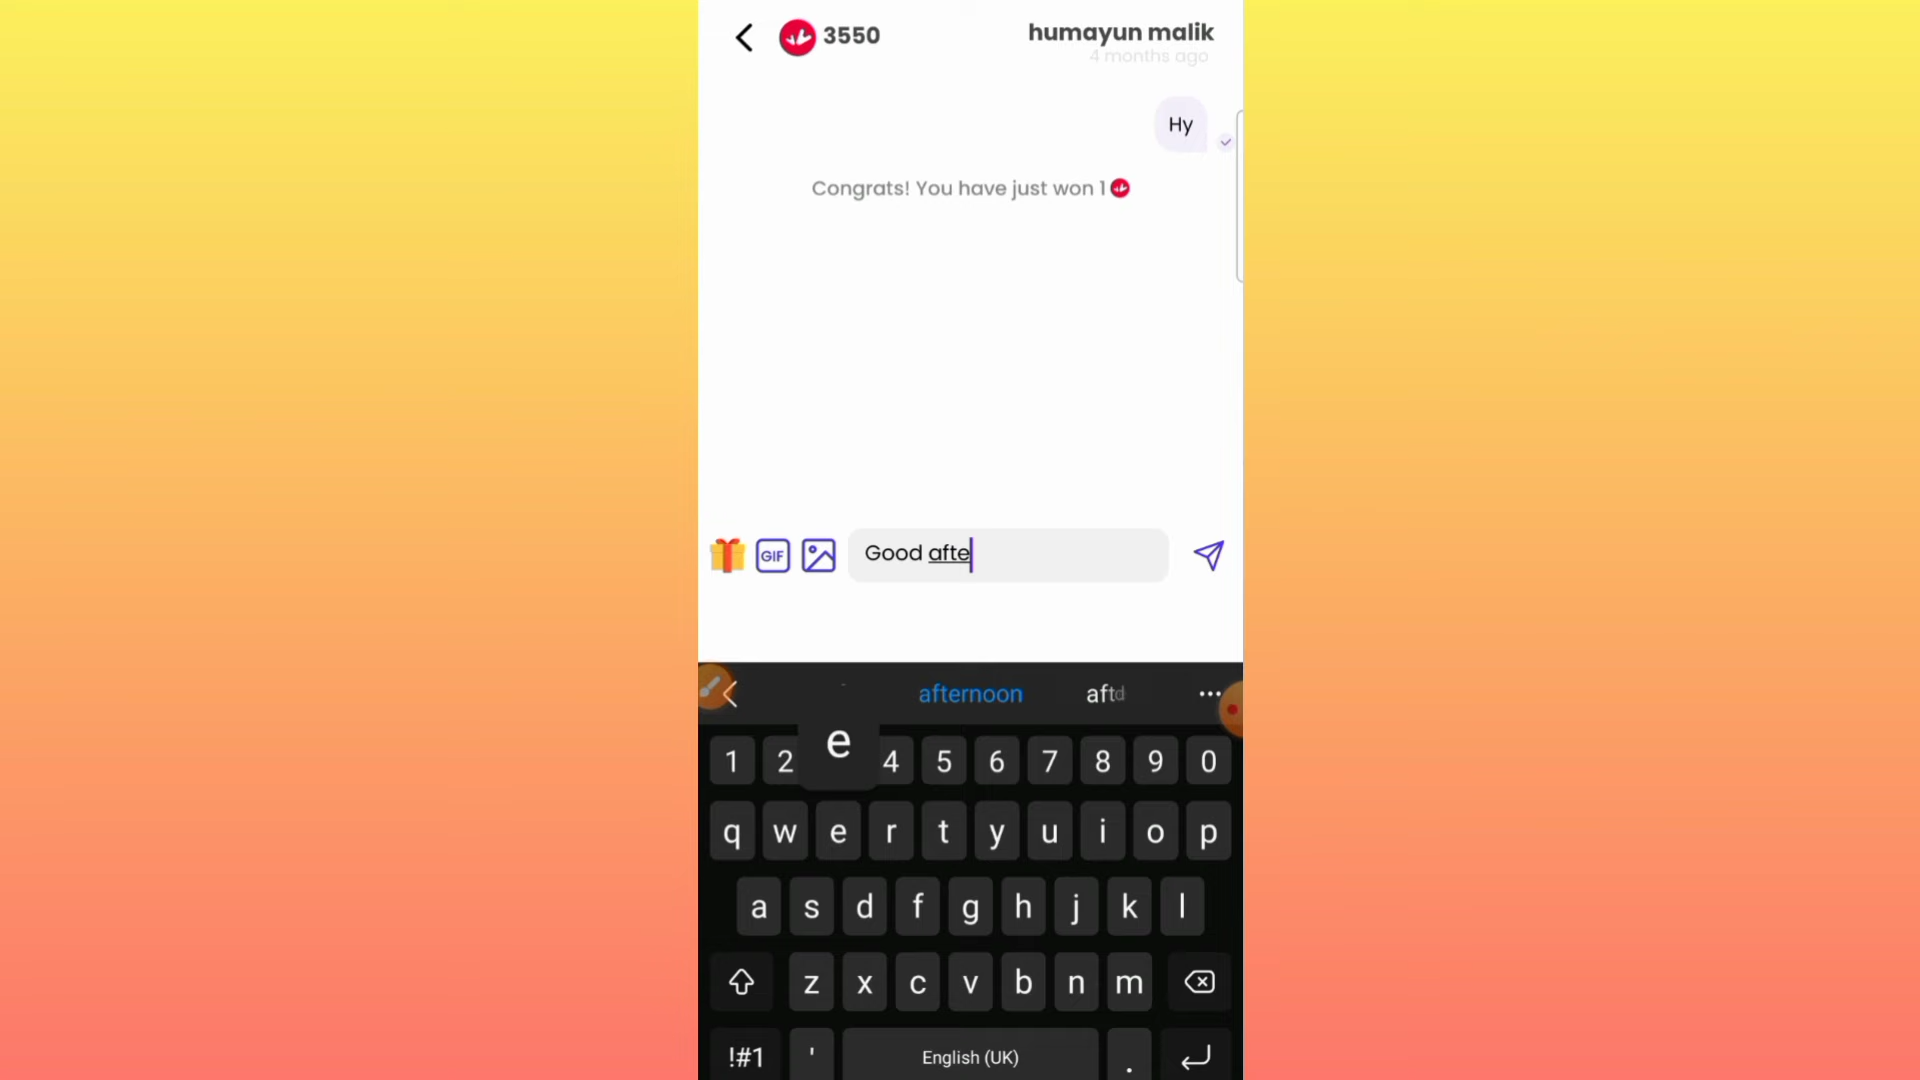 3550
humayun malik
4 months ago
Hy
Congrats! You have just won 1
GIF
Good afte
afternoon
aftd
e
1 2 4 5 6 7 8 9 0
q w e r t y u i o p
a s d f g h j k l
z x c v b n m
!#1 ' English (UK) .